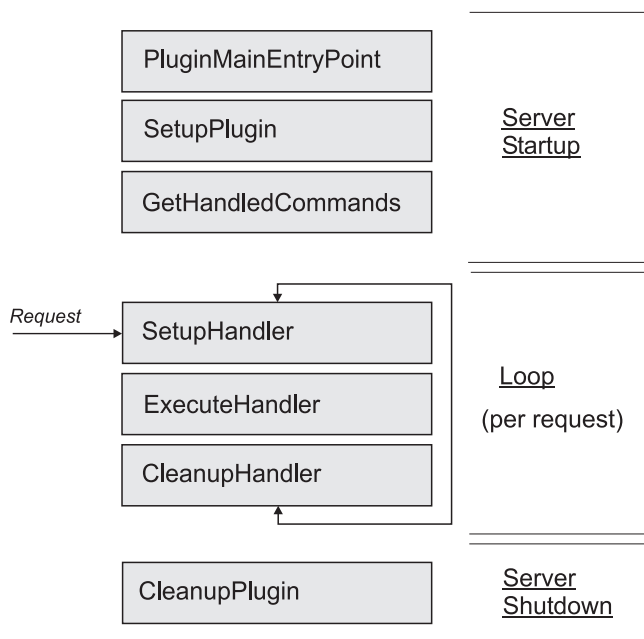 PluginMainEntryPoint
SetupPlugin
GetHandledCommands
Server
Startup
Request
SetupHandler
ExecuteHandler
CleanupHandler
Loop
(per request)
CleanupPlugin
Server
Shutdown